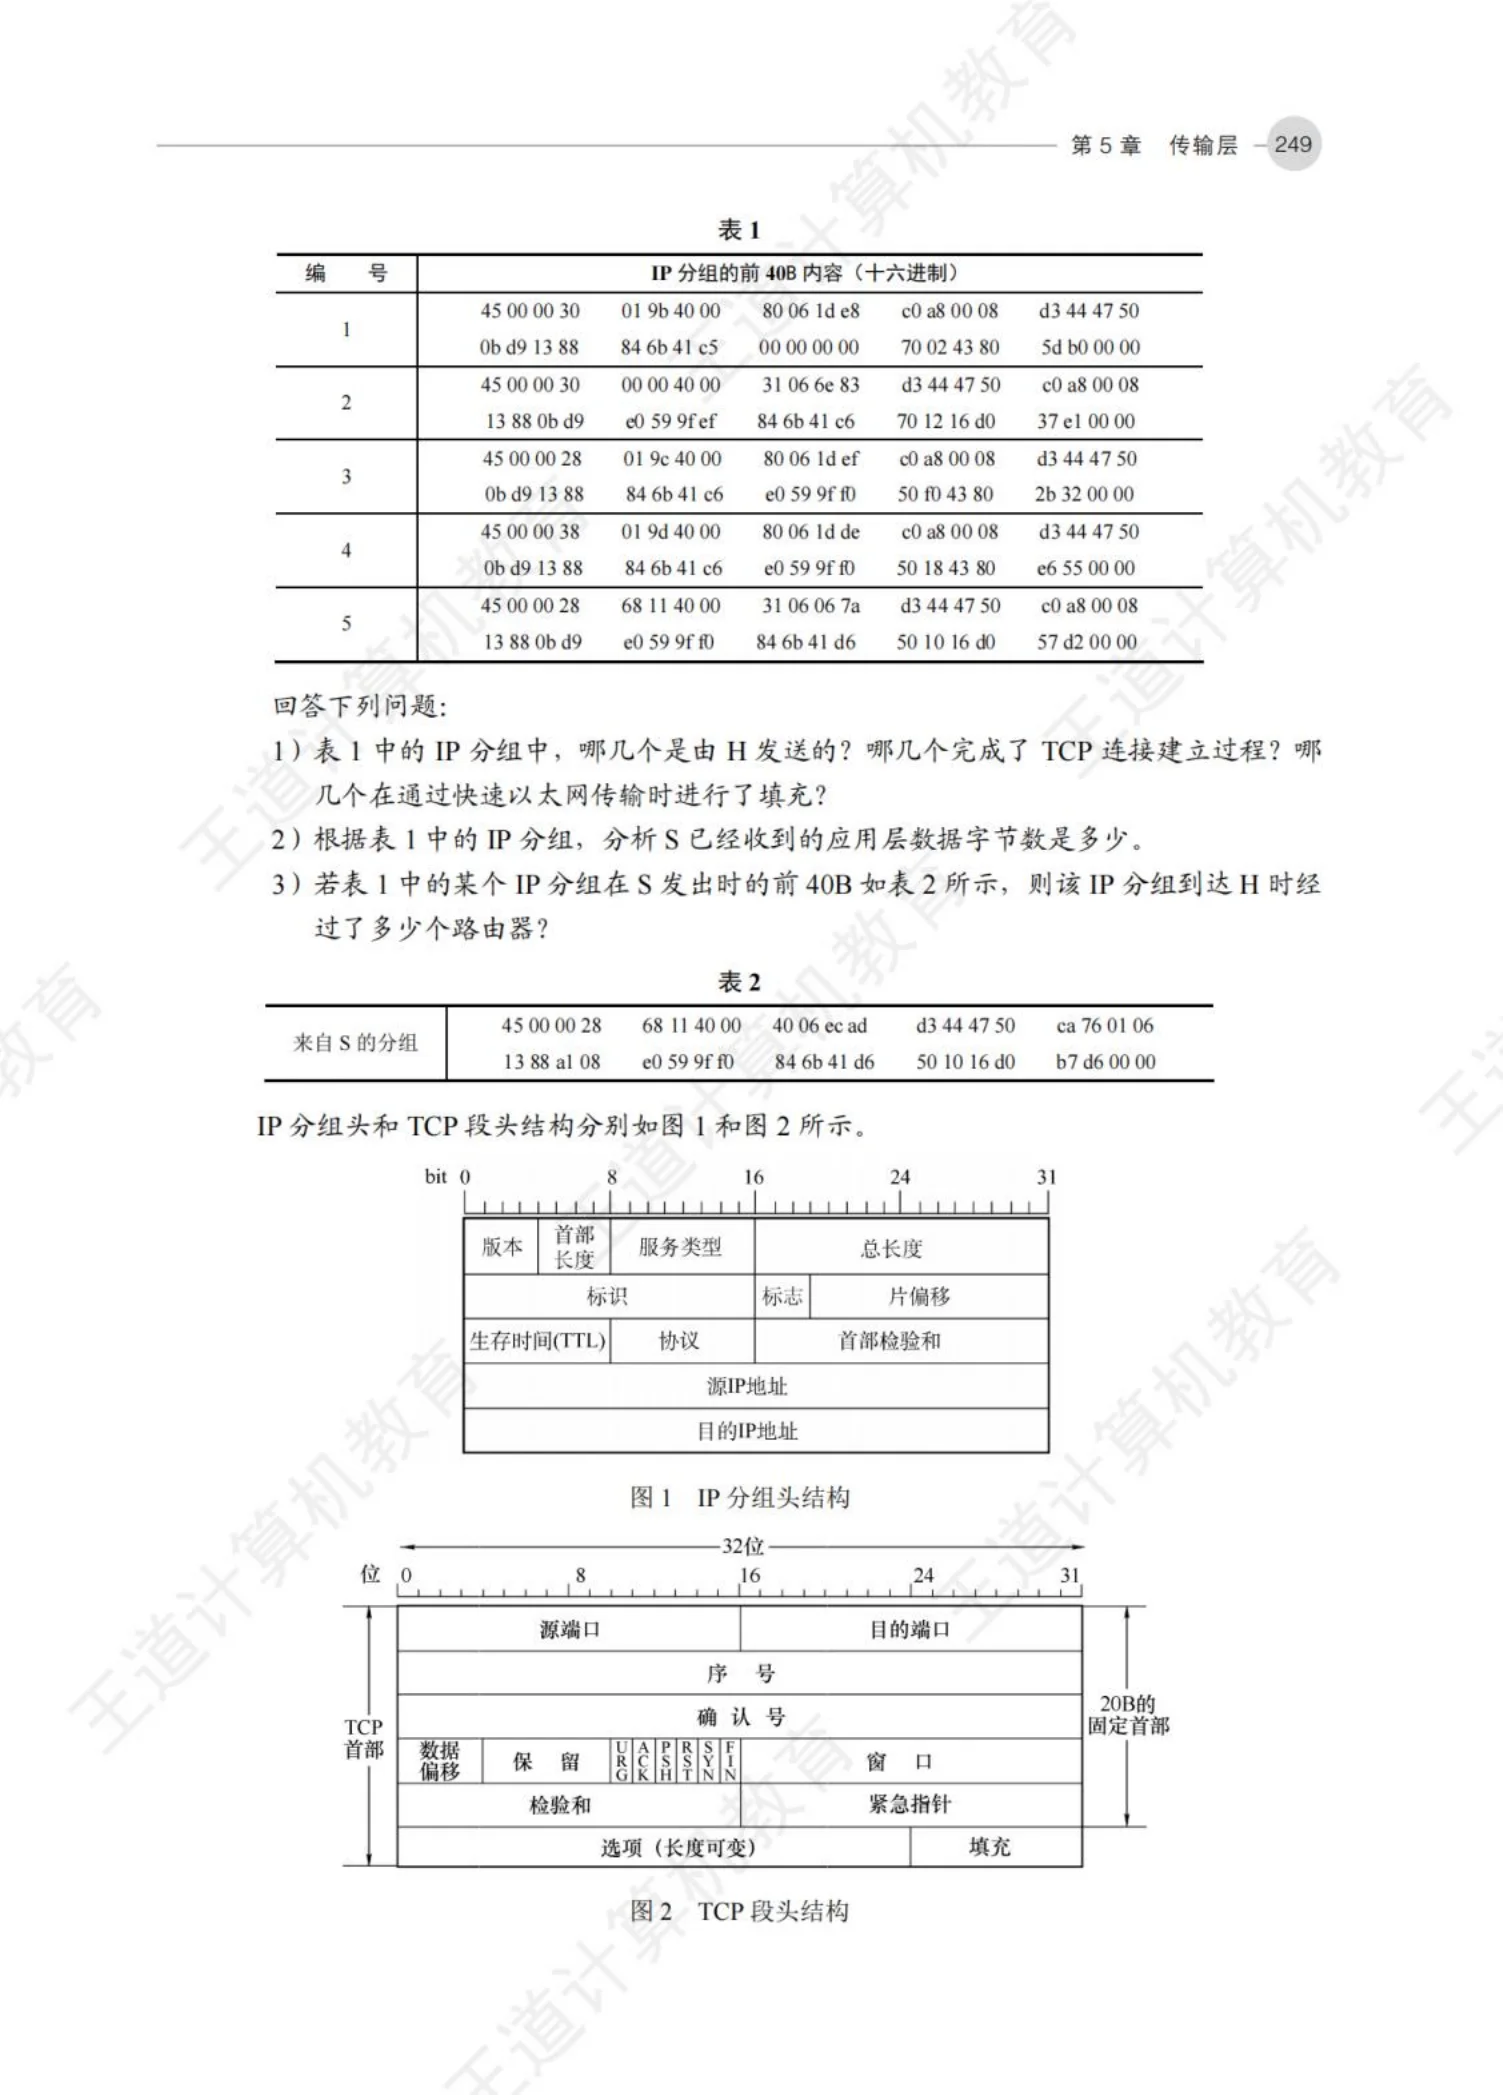 第 5 章 传输层 249
表 1
编 号 IP 分组的前 40B 内容（十六进制）
1
45 00 00 30 01 9b 40 00 80 06 1d e8 c0 a8 00 08 d3 44 47 50
0b d9 13 88 84 6b 41 c5 00 00 00 00 70 02 43 80 5d b0 00 00
2
45 00 00 30 00 00 40 00 31 06 6e 83 d3 44 47 50 c0 a8 00 08
13 88 0b d9 e0 59 9f ef 84 6b 41 c6 70 12 16 d0 37 e1 00 00
3
45 00 00 28 01 9c 40 00 80 06 1d ef c0 a8 00 08 d3 44 47 50
0b d9 13 88 84 6b 41 c6 e0 59 9f f0 50 f0 43 80 2b 32 00 00
4
45 00 00 38 01 9d 40 00 80 06 1d de c0 a8 00 08 d3 44 47 50
0b d9 13 88 84 6b 41 c6 e0 59 9f f0 50 18 43 80 e6 55 00 00
5
45 00 00 28 68 11 40 00 31 06 06 7a d3 44 47 50 c0 a8 00 08
13 88 0b d9 e0 59 9f f0 84 6b 41 d6 50 10 16 d0 57 d2 00 00
回答下列问题：
1）表 1 中的 IP 分组中，哪几个是由 H 发送的？哪几个完成了 TCP 连接建立过程？哪
几个在通过快速以太网传输时进行了填充？
2）根据表 1 中的 IP 分组，分析 S 已经收到的应用层数据字节数是多少。
3）若表 1 中的某个 IP 分组在 S 发出时的前 40B 如表 2 所示，则该 IP 分组到达 H 时经
过了多少个路由器？
表 2
来自 S 的分组
45 00 00 28 68 11 40 00 40 06 ec ad d3 44 47 50 ca 76 01 06
13 88 a1 08 e0 59 9f f0 84 6b 41 d6 50 10 16 d0 b7 d6 00 00
IP 分组头和 TCP 段头结构分别如图 1 和图 2 所示。
bit 0 8 16 24 31
版本 首部长度 服务类型 总长度
标识 标志 片偏移
生存时间(TTL) 协议 首部检验和
源IP地址
目的IP地址
图 1 IP 分组头结构
32位
位 0 8 16 24 31
源端口 目的端口
序 号
确 认 号
TCP首部
20B的固定首部
数据偏移 保 留 URG ACK PSH RST SYN FIN 窗 口
检验和 紧急指针
选项（长度可变） 填充
图 2 TCP 段头结构
王道计算机教育